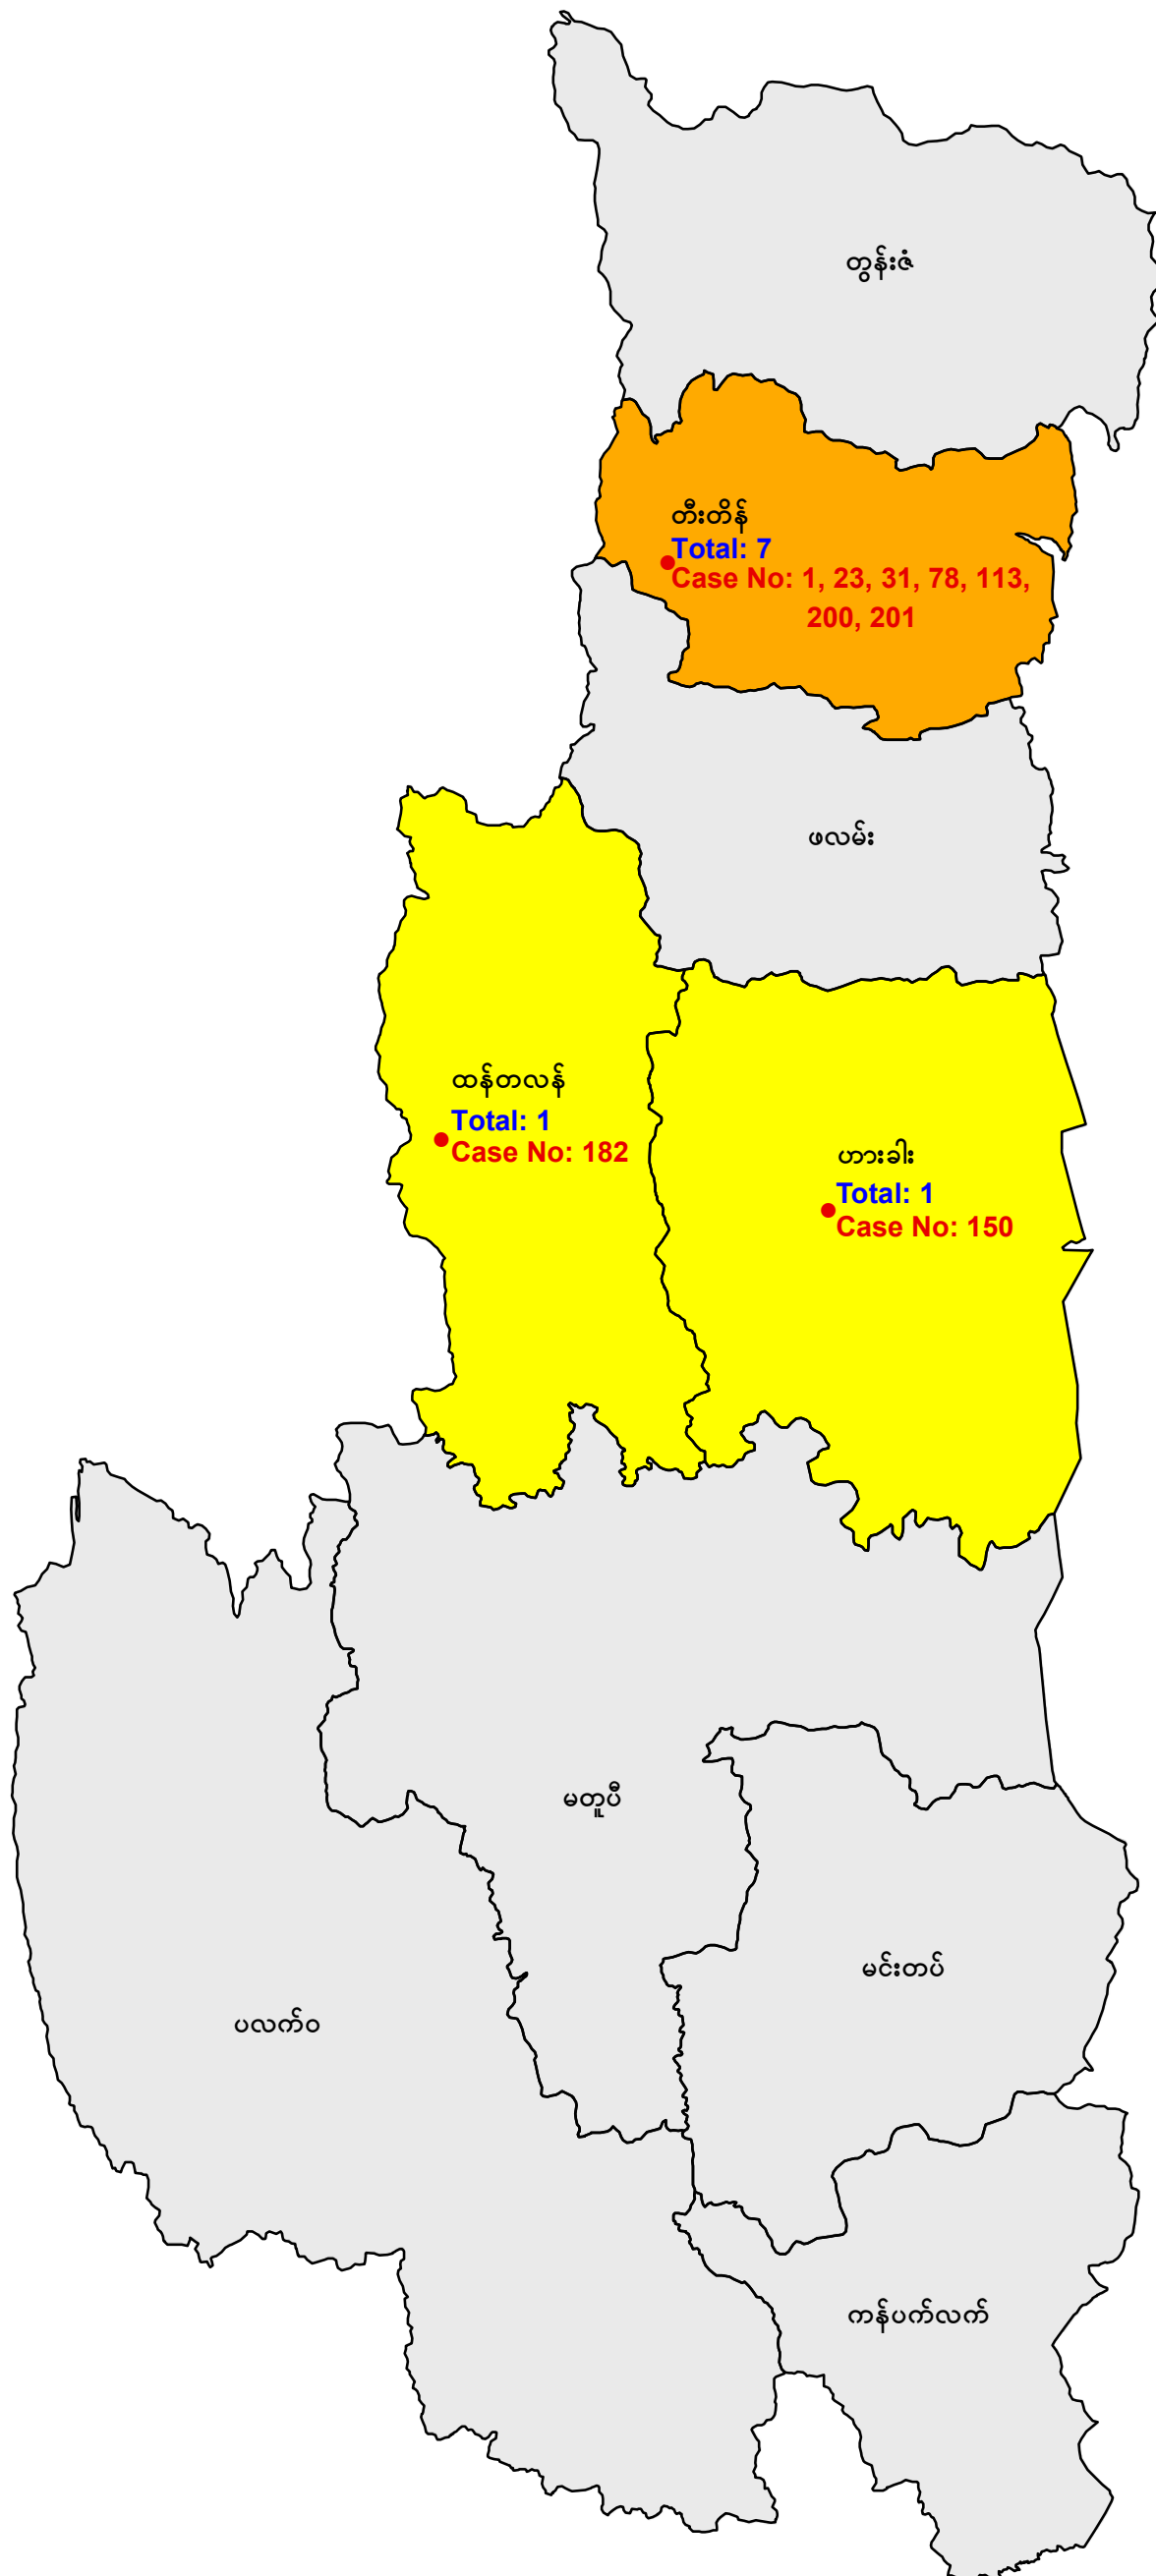 တွန်းဇံ
တီးတိန်
Total: 7
Case No: 1, 23, 31, 78, 113,
200, 201
ဖလမ်း
ထန်တလန်
Total: 1
Case No: 182
ဟားခါး
Total: 1
Case No: 150
မတူပီ
မင်းတပ်
ပလက်ဝ
ကန်ပက်လက်